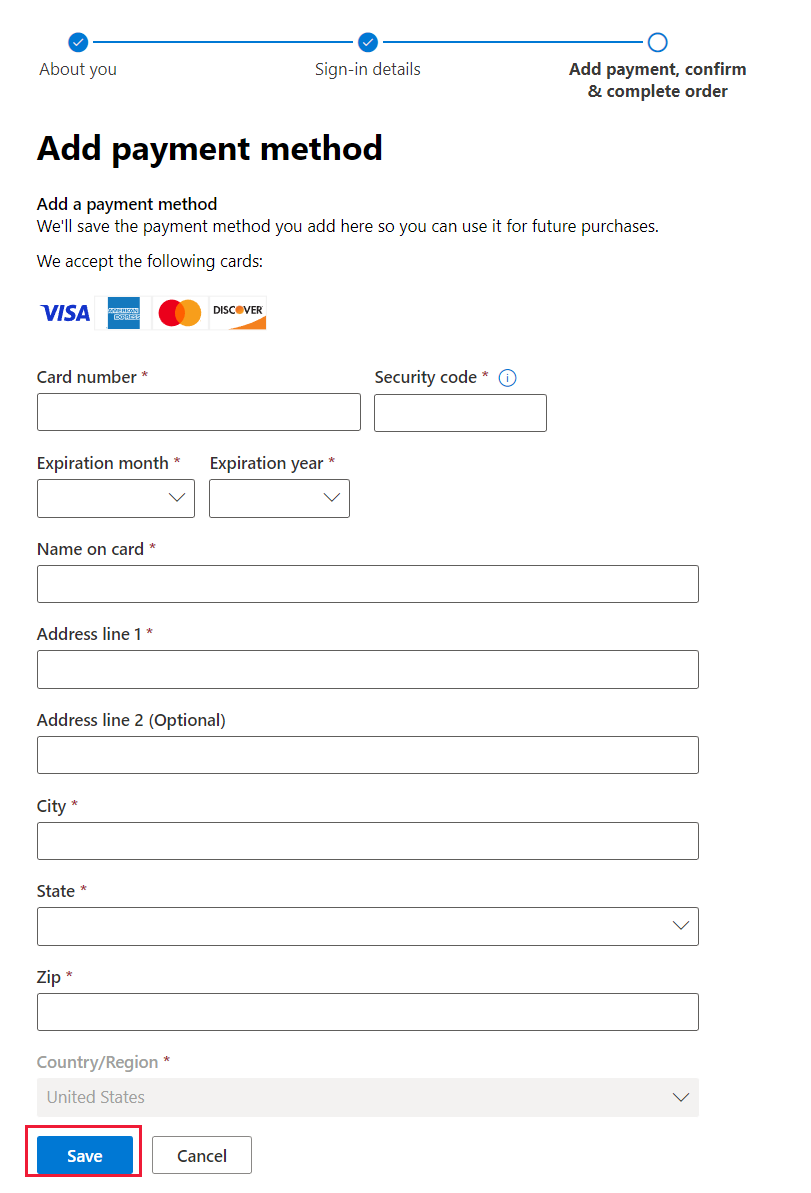 About you
Sign-in details
Add payment, confirm
& complete order
Add payment method
Add a payment method
We'll save the payment method you add here so you can use it for future purchases.
We accept the following cards:
VISA AMERICAN EXPRESS DISCOVER
Card number * Security code *
Expiration month * Expiration year *
Name on card *
Address line 1 *
Address line 2 (Optional)
City *
State *
Zip *
Country/Region *
United States
Save Cancel